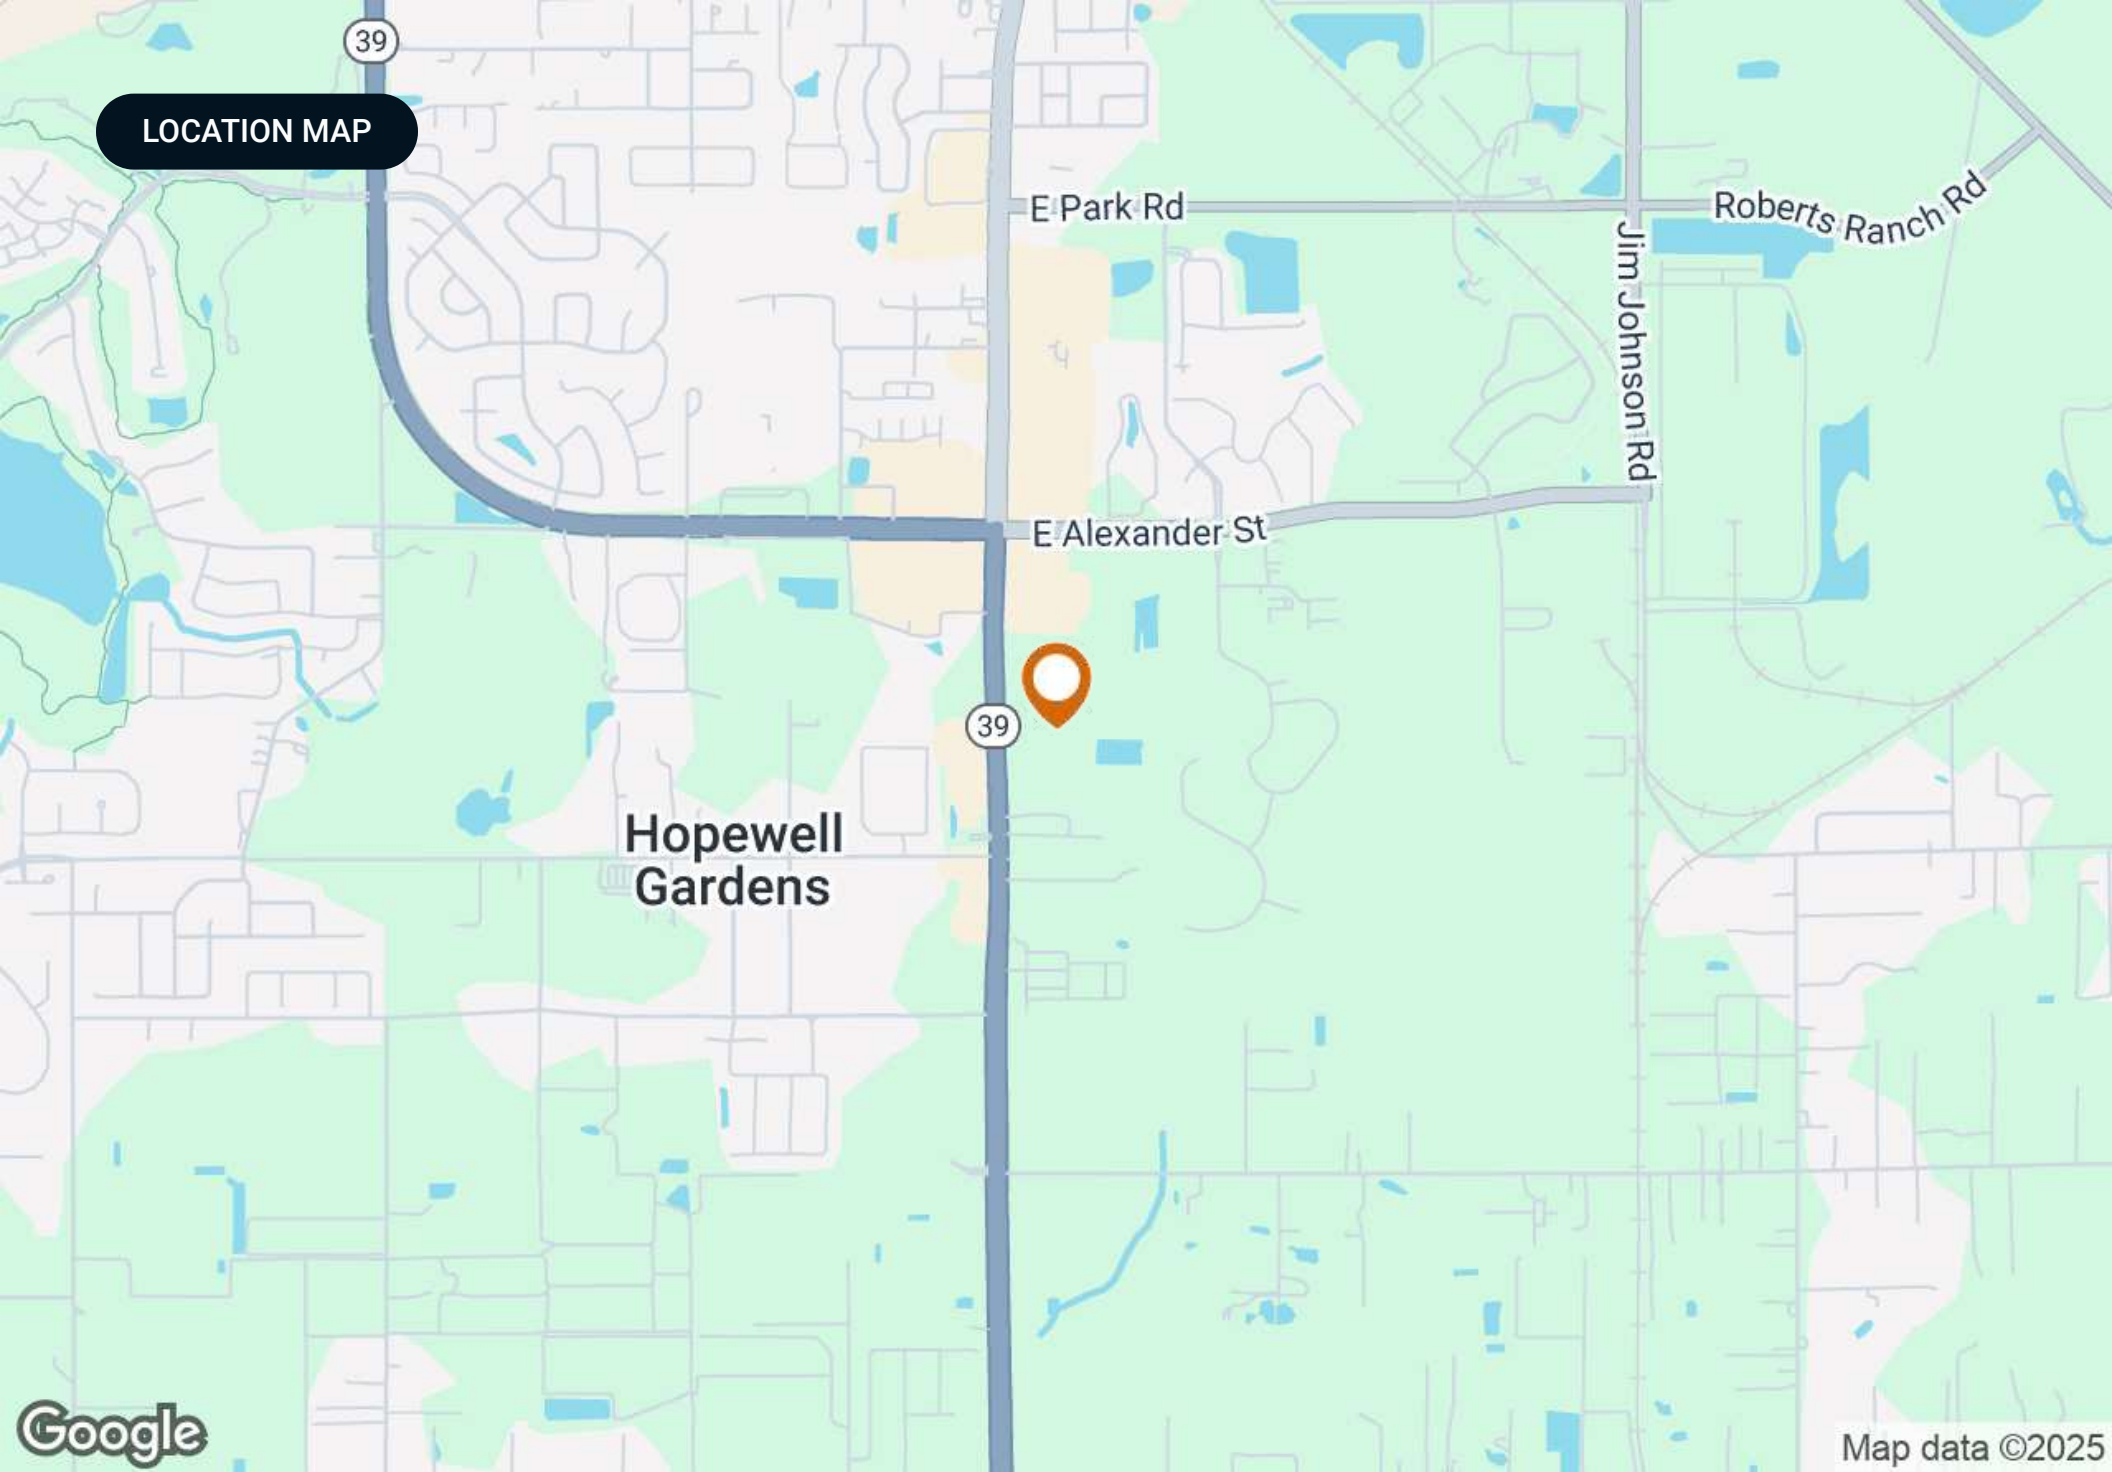 39
LOCATION MAP
E Park Rd
Roberts Ranch Rd
Jim Johnson Rd
E Alexander St
39
Hopewell
Gardens
Google
Map data ©2025